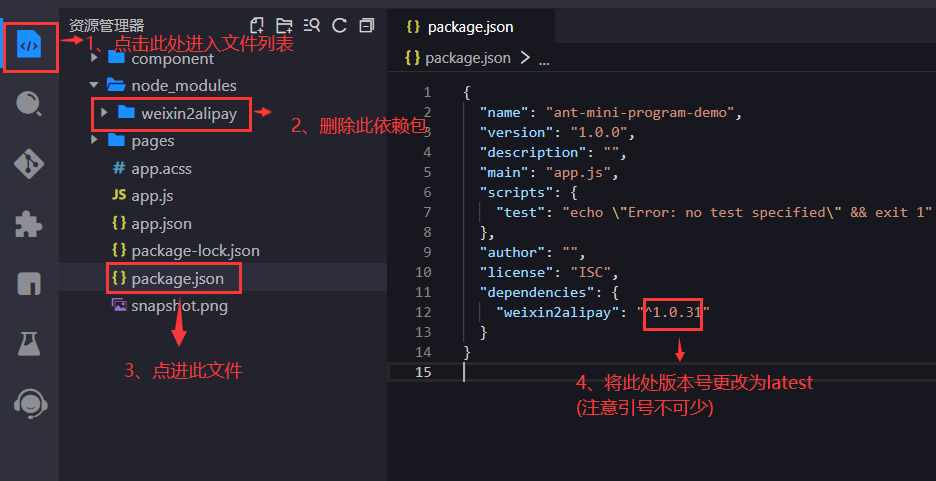 资源管理器
1、点击此处进入文件列表
component
node_modules
weixin2alipay
2、删除此依赖包
pages
# app.acss
JS app.js
{} app.json
{} package-lock.json
{} package.json
snapshot.png
3、点进此文件
{} package.json
{} package.json > ...
1 {
2 "name": "ant-mini-program-demo",
3 "version": "1.0.0",
4 "description": "",
5 "main": "app.js",
6 "scripts": {
7 "test": "echo \"Error: no test specified\" && exit 1"
8 },
9 "author": "",
10 "license": "ISC",
11 "dependencies": {
12 "weixin2alipay": "^1.0.31"
13 }
14 }
15
4、将此处版本号更改为latest
(注意引号不可少)